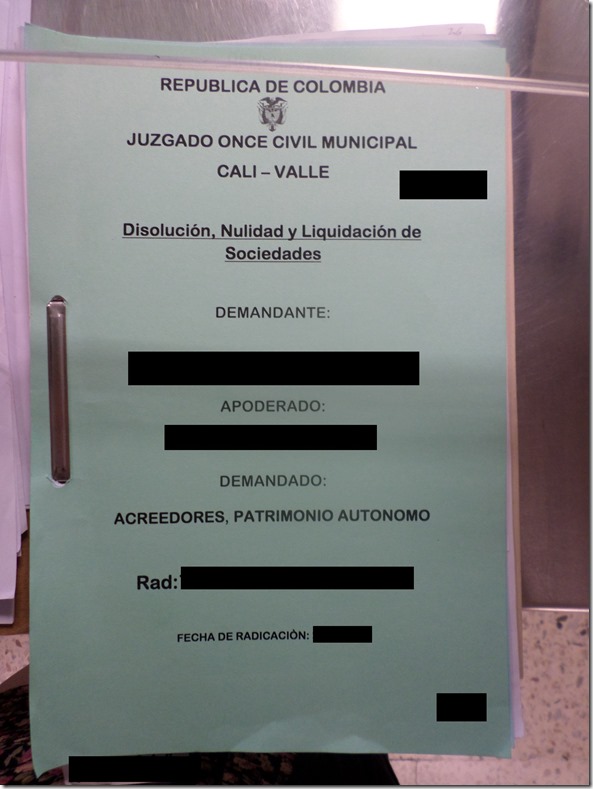 REPUBLICA DE COLOMBIA
JUZGADO ONCE CIVIL MUNICIPAL
CALI – VALLE
Disolución, Nulidad y Liquidación de
Sociedades
DEMANDANTE:
APODERADO:
DEMANDADO:
ACREEDORES, PATRIMONIO AUTONOMO
Rad:
FECHA DE RADICACIÒN: